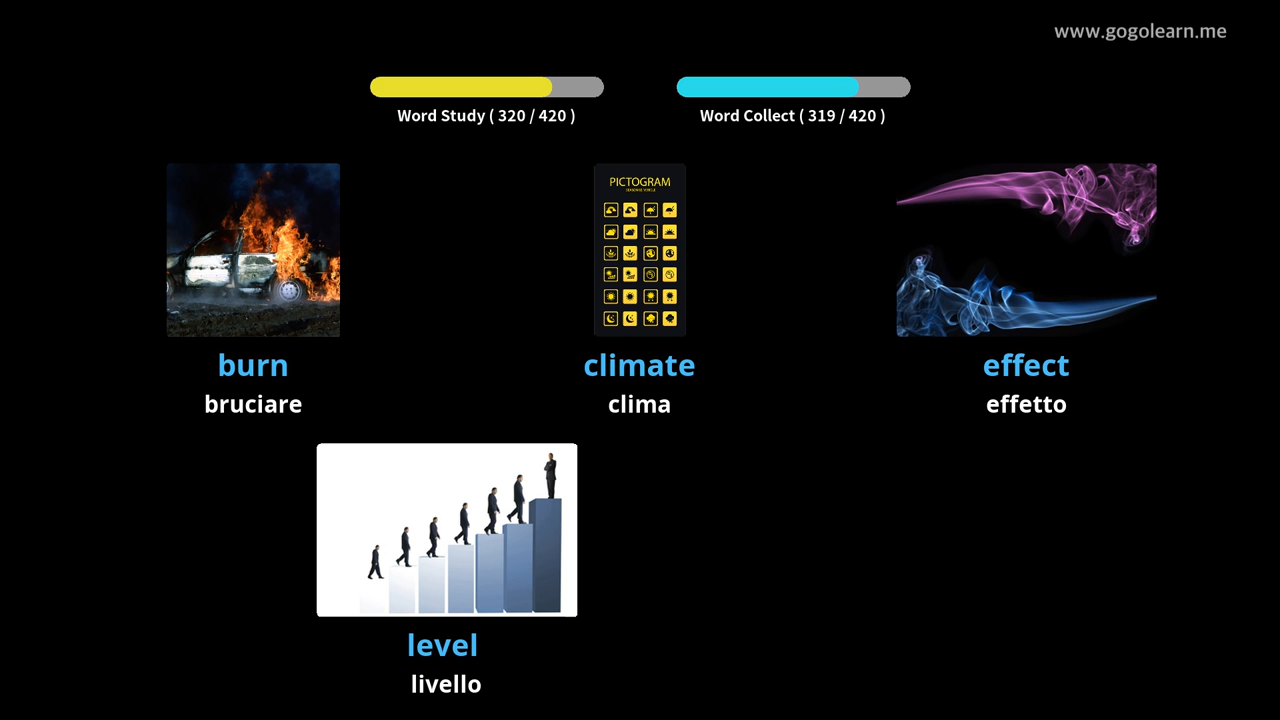 www.gogolearn.me
Word Study ( 320 / 420 )
Word Collect ( 319 / 420 )
PICTOGRAM
burn
bruciare
climate
clima
effect
effetto
level
livello